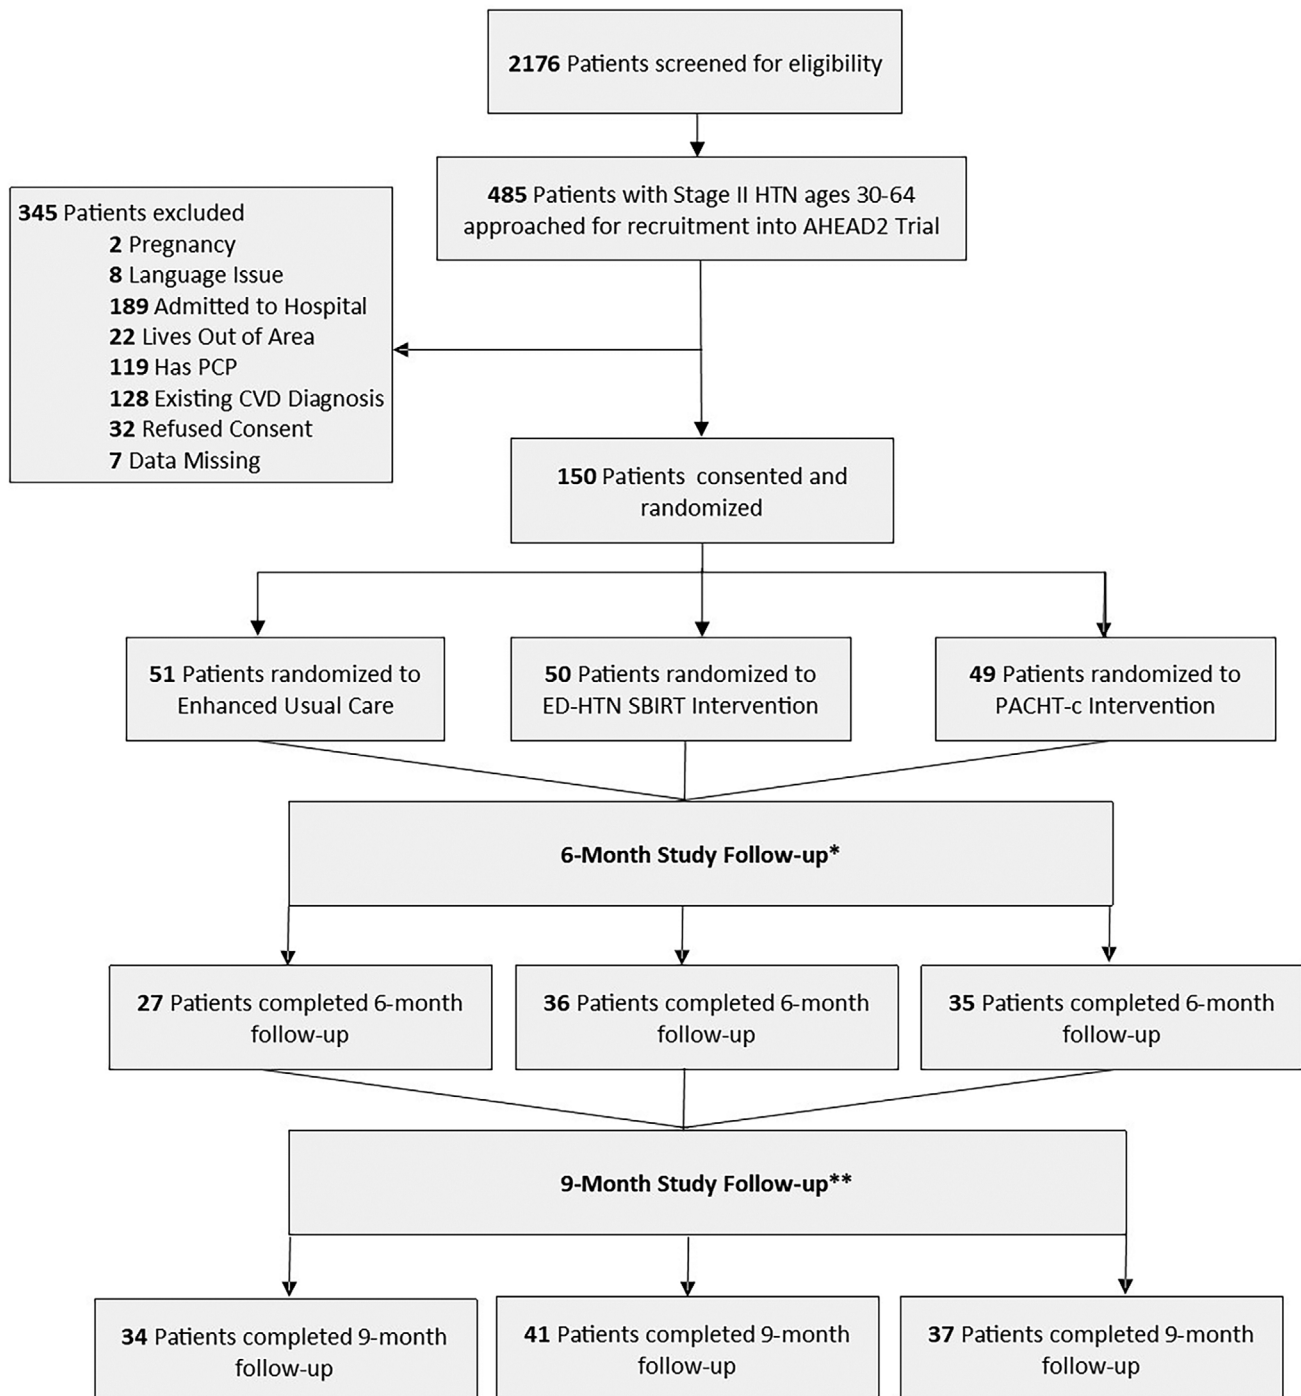 2176 Patients screened for eligibility
485 Patients with Stage II HTN ages 30-64
approached for recruitment into AHEAD2 Trial
345 Patients excluded
2 Pregnancy
8 Language Issue
189 Admitted to Hospital
22 Lives Out of Area
119 Has PCP
128 Existing CVD Diagnosis
32 Refused Consent
7 Data Missing
150 Patients consented and
randomized
51 Patients randomized to
Enhanced Usual Care
50 Patients randomized to
ED-HTN SBIRT Intervention
49 Patients randomized to
PACHT-c Intervention
6-Month Study Follow-up*
27 Patients completed 6-month
follow-up
36 Patients completed 6-month
follow-up
35 Patients completed 6-month
follow-up
9-Month Study Follow-up**
34 Patients completed 9-month
follow-up
41 Patients completed 9-month
follow-up
37 Patients completed 9-month
follow-up